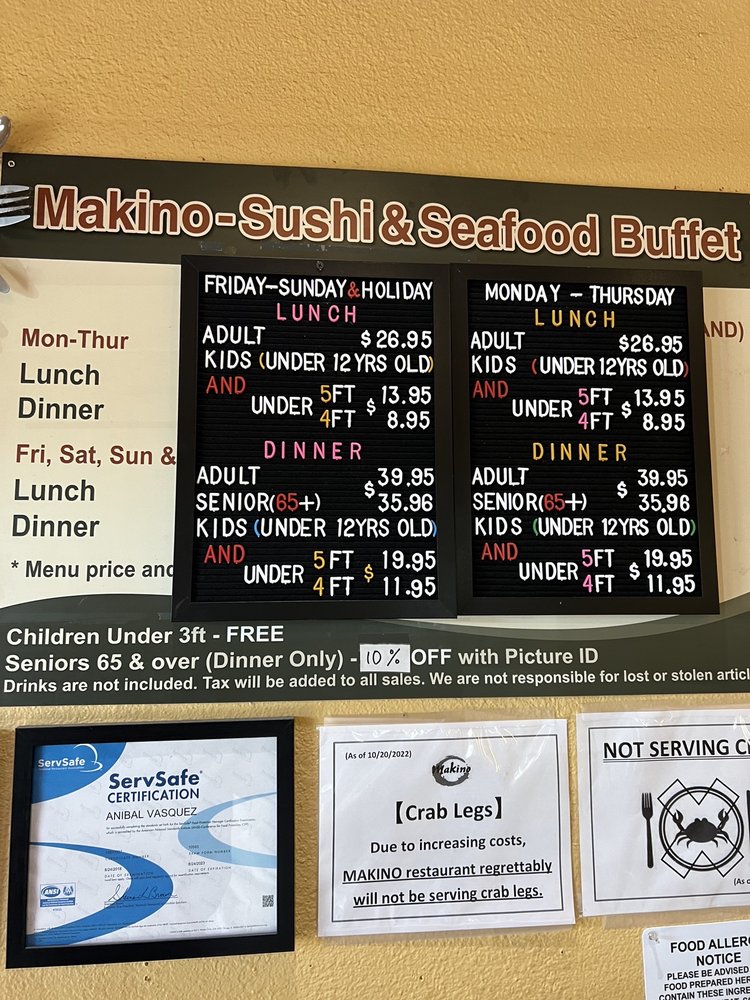 Makino-Sushi & Seafood Buffet
Mon-Thur
Lunch
Dinner
Fri, Sat, Sun &
Lunch
Dinner
* Menu price and
FRIDAY-SUNDAY & HOLIDAY
LUNCH
ADULT $26.95
KIDS (UNDER 12YRS OLD)
AND UNDER 5FT $ 13.95
4FT 8.95
DINNER
ADULT $ 39.95
SENIOR(65+) 35.96
KIDS (UNDER 12YRS OLD)
AND UNDER 5FT $ 19.95
4FT 11.95
MONDAY - THURSDAY
LUNCH
ADULT $26.95
KIDS (UNDER 12YRS OLD)
AND UNDER 5FT $ 13.95
4FT 8.95
DINNER
ADULT $ 39.95
SENIOR(65+) 35.96
KIDS (UNDER 12YRS OLD)
AND UNDER 5FT $ 19.95
4FT 11.95
AND)
Children Under 3ft - FREE
Seniors 65 & over (Dinner Only) - 10% OFF with Picture ID
Drinks are not included. Tax will be added to all sales. We are not responsible for lost or stolen artic
ServSafe
ServSafe®
CERTIFICATION
ANIBAL VASQUEZ
ANSI
(As of 10/20/2022)
Makino
【Crab Legs】
Due to increasing costs,
MAKINO restaurant regrettably
will not be serving crab legs.
NOT SERVING C
FOOD ALLERG
NOTICE
PLEASE BE ADVISED
FOOD PREPARED HER
CONTAIN THESE INGRE